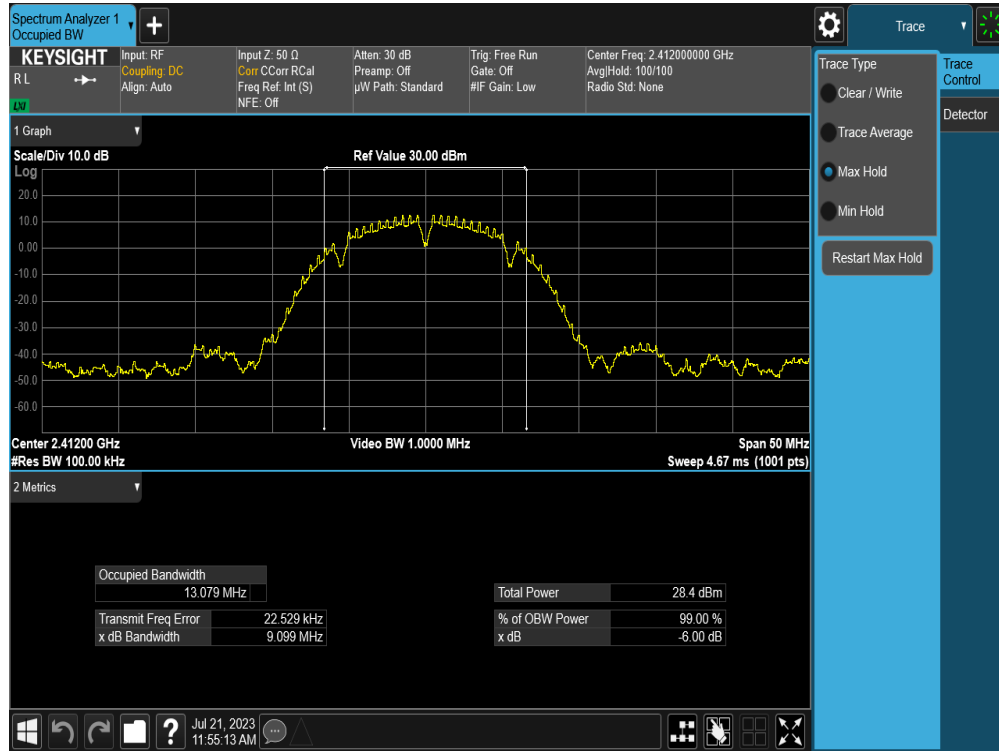 Spectrum Analyzer 1
Occupied BW
Trace
KEYSIGHT
R L
LXI
Input: RF
Coupling: DC
Align: Auto
Input Z: 50 Ω
Corr CCorr RCal
Freq Ref: Int (S)
NFE: Off
Atten: 30 dB
Preamp: Off
µW Path: Standard
Trig: Free Run
Gate: Off
#IF Gain: Low
Center Freq: 2.412000000 GHz
Avg|Hold: 100/100
Radio Std: None
1 Graph
Scale/Div 10.0 dB
Ref Value 30.00 dBm
Log
20.0
10.0
0.00
-10.0
-20.0
-30.0
-40.0
-50.0
-60.0
Center 2.41200 GHz
Video BW 1.0000 MHz
Span 50 MHz
#Res BW 100.00 kHz
Sweep 4.67 ms (1001 pts)
2 Metrics
Occupied Bandwidth
13.079 MHz
Total Power 28.4 dBm
Transmit Freq Error 22.529 kHz
% of OBW Power 99.00 %
x dB Bandwidth 9.099 MHz
x dB -6.00 dB
Trace Type
Clear / Write
Trace Average
Max Hold
Min Hold
Restart Max Hold
Trace
Control
Detector
?
Jul 21, 2023
11:55:13 AM